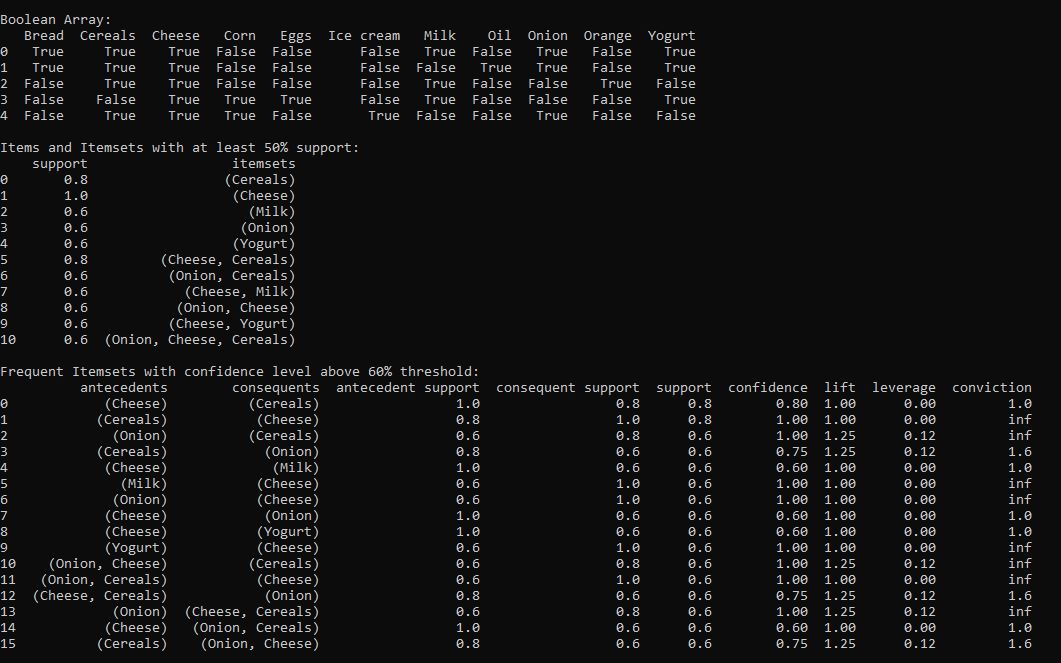 Boolean Array:
   Bread  Cereals  Cheese   Corn   Eggs  Ice cream   Milk    Oil  Onion  Orange  Yogurt
0   True     True    True  False  False      False   True  False  False   False    True
1   True     True    True  False  False      False  False   True   True   False    True
2  False     True    True  False  False      False   True  False   True    True   False
3  False    False    True   True   True      False   True  False  False   False    True
4  False     True    True   True  False       True  False  False   True   False   False
Items and Itemsets with at least 50% support:
    support                  itemsets
0       0.8                (Cereals)
1       1.0                 (Cheese)
2       0.6                   (Milk)
3       0.6                  (Onion)
4       0.6                 (Yogurt)
5       0.8        (Cheese, Cereals)
6       0.6         (Onion, Cereals)
7       0.6           (Cheese, Milk)
8       0.6          (Onion, Cheese)
9       0.6         (Cheese, Yogurt)
10      0.6  (Onion, Cheese, Cereals)
Frequent Itemsets with confidence level above 60% threshold:
          antecedents        consequents  antecedent support  consequent support  support  confidence  lift  leverage  conviction
0            (Cheese)          (Cereals)                 1.0                 0.8      0.8        0.80  1.00      0.00         1.0
1           (Cereals)           (Cheese)                 0.8                 1.0      0.8        1.00  1.00      0.00         inf
2             (Onion)          (Cereals)                 0.6                 0.8      0.6        1.00  1.25      0.12         inf
3           (Cereals)            (Onion)                 0.8                 0.6      0.6        0.75  1.25      0.12         1.6
4            (Cheese)             (Milk)                 1.0                 0.6      0.6        0.60  1.00      0.00         1.0
5              (Milk)           (Cheese)                 0.6                 1.0      0.6        1.00  1.00      0.00         inf
6             (Onion)           (Cheese)                 0.6                 1.0      0.6        1.00  1.00      0.00         inf
7            (Cheese)            (Onion)                 1.0                 0.6      0.6        0.60  1.00      0.00         1.0
8            (Cheese)           (Yogurt)                 1.0                 0.6      0.6        0.60  1.00      0.00         1.0
9            (Yogurt)           (Cheese)                 0.6                 1.0      0.6        1.00  1.00      0.00         inf
10    (Onion, Cheese)          (Cereals)                 0.6                 0.8      0.6        1.00  1.25      0.12         inf
11   (Onion, Cereals)           (Cheese)                 0.6                 1.0      0.6        1.00  1.00      0.00         inf
12  (Cheese, Cereals)            (Onion)                 0.8                 0.6      0.6        0.75  1.25      0.12         1.6
13            (Onion)  (Cheese, Cereals)                 0.6                 0.8      0.6        1.00  1.25      0.12         inf
14           (Cheese)   (Onion, Cereals)                 1.0                 0.6      0.6        0.60  1.00      0.00         1.0
15          (Cereals)    (Onion, Cheese)                 0.8                 0.6      0.6        0.75  1.25      0.12         1.6